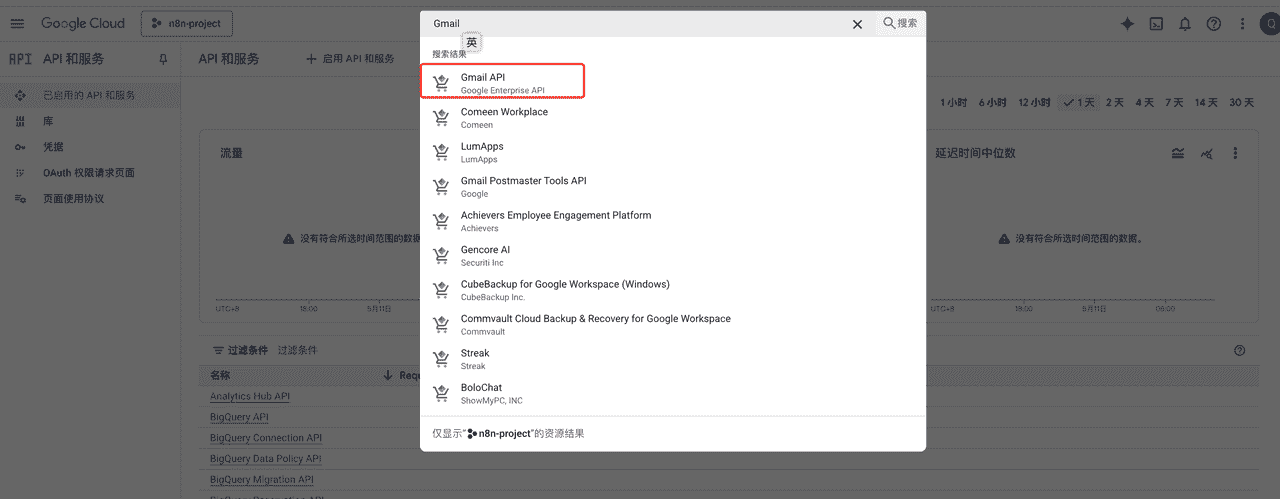 Google Cloud
n8n-project
Gmail
搜索
英
搜索结果
API API 和服务
API 和服务
+ 启用 API 和服务
Gmail API
Google Enterprise API
已启用的 API 和服务
库
凭据
OAuth 权限请求页面
页面使用协议
Comeen Workplace
Comeen
LumApps
LumApps
Gmail Postmaster Tools API
Google
Achievers Employee Engagement Platform
Achievers
Gencore AI
Securiti Inc
CubeBackup for Google Workspace (Windows)
CubeBackup Inc.
Commvault Cloud Backup & Recovery for Google Workspace
Commvault
Streak
Streak
BoloChat
ShowMyPC, INC
仅显示“n8n-project”的资源结果
1 小时 6 小时 12 小时 1 天 2 天 4 天 7 天 14 天 30 天
流量
没有符合所选时间范围的数据
UTC+8 18:00 5月11日
延迟时间中位数
没有符合所选时间范围的数据。
UTC+8 18:00 5月11日 06:00
过滤条件 过滤条件
名称 Requ
Analytics Hub API
BigQuery API
BigQuery Connection API
BigQuery Data Policy API
BigQuery Migration API